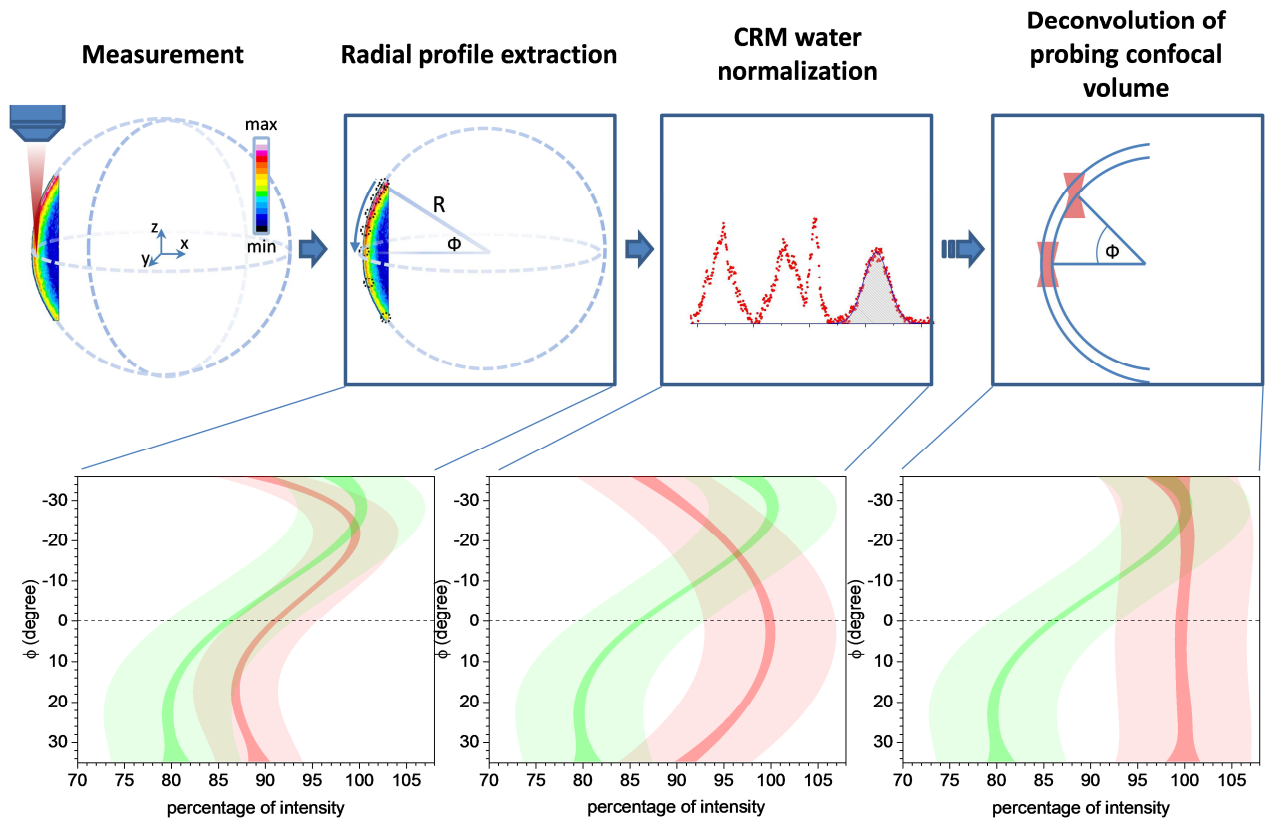 Measurement
Radial profile extraction
CRM water
normalization
Deconvolution of
probing confocal
volume
max
min
z
x
y
R
Φ
Φ
-30
-20
-10
0
10
20
30
ϕ (degree)
70 75 80 85 90 95 100 105
percentage of intensity
-30
-20
-10
0
10
20
30
ϕ (degree)
70 75 80 85 90 95 100 105
percentage of intensity
-30
-20
-10
0
10
20
30
ϕ (degree)
70 75 80 85 90 95 100 105
percentage of intensity